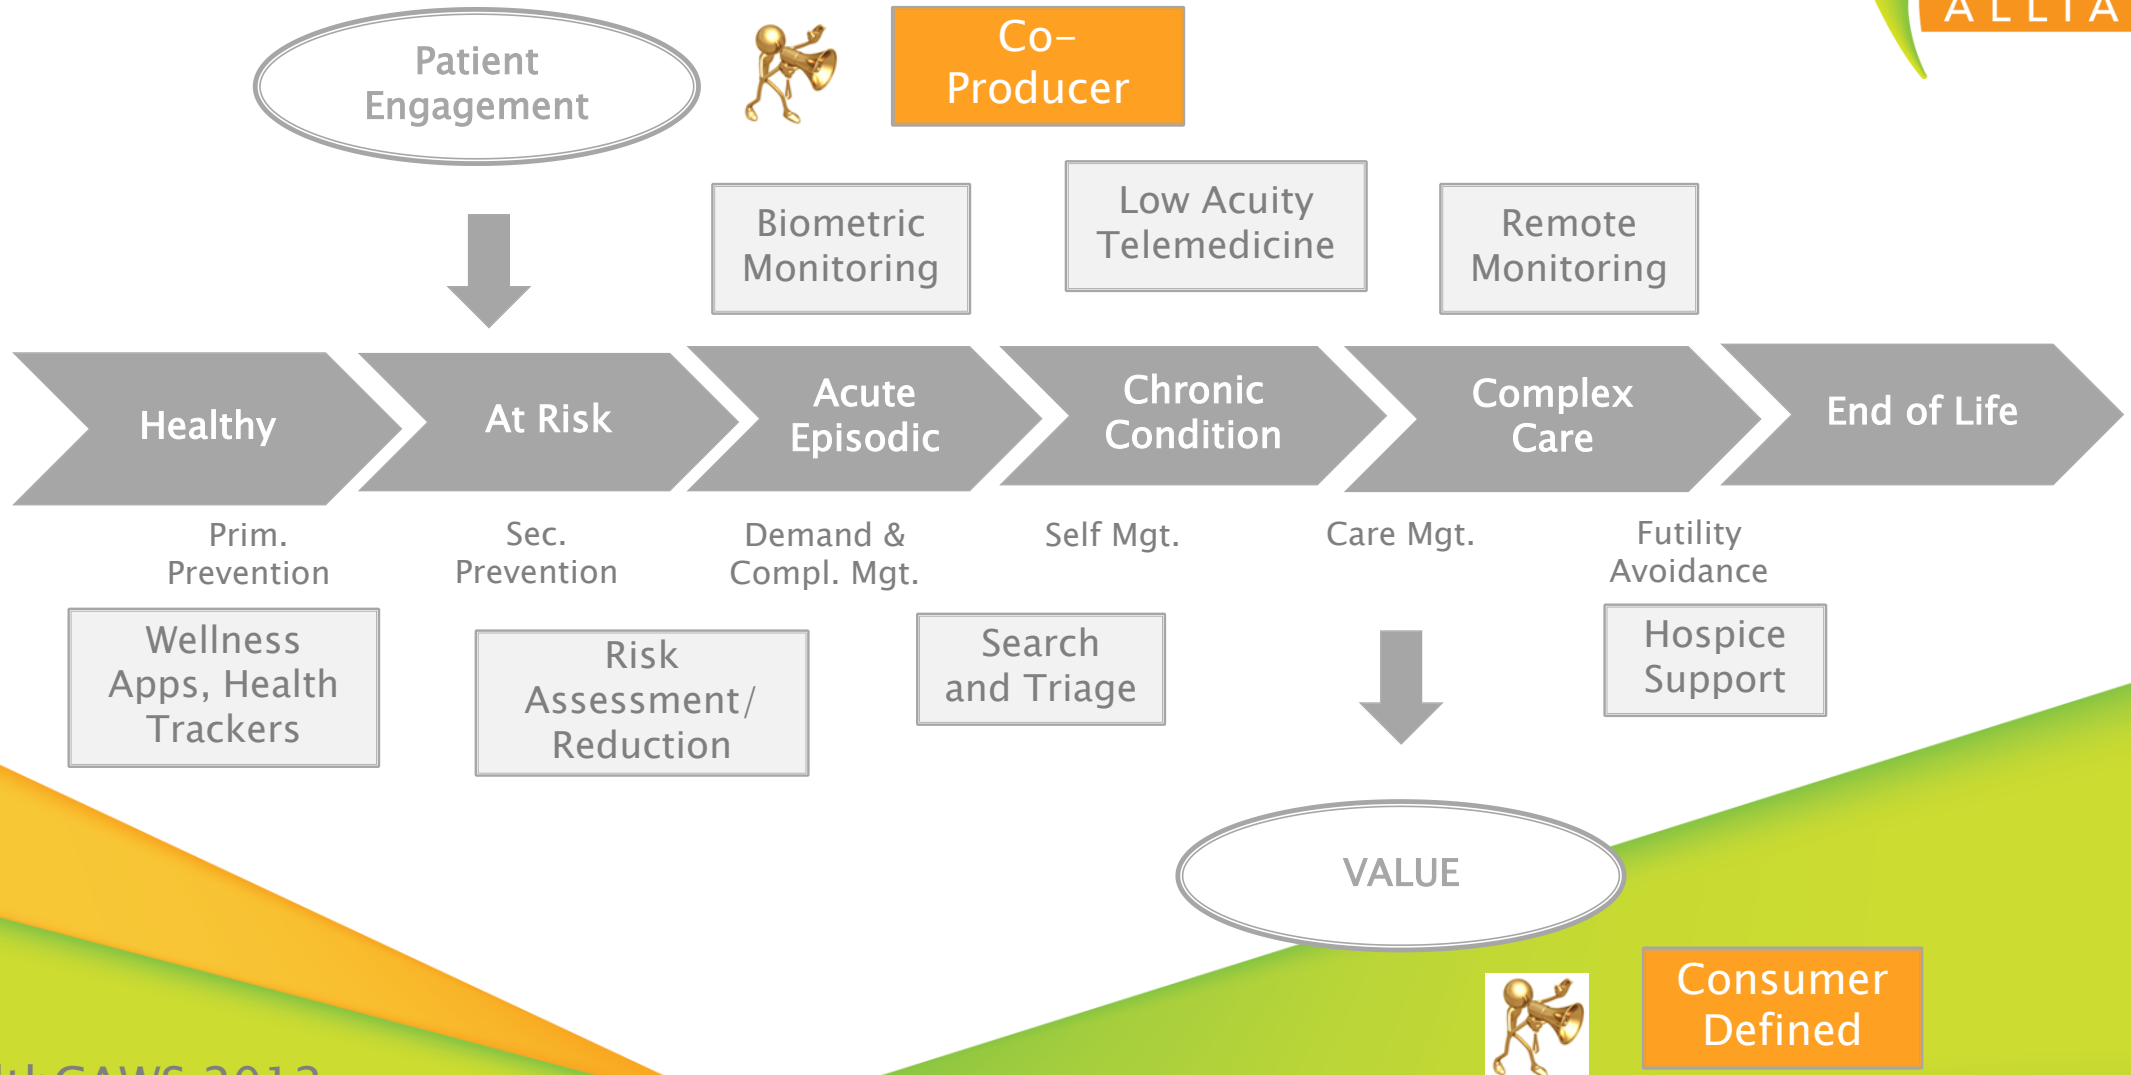 ALLIA
Patient
Engagement
Co-
Producer
Biometric
Monitoring
Low Acuity
Telemedicine
Remote
Monitoring
Healthy
At Risk
Acute
Episodic
Chronic
Condition
Complex
Care
End of Life
Prim.
Prevention
Sec.
Prevention
Demand &
Compl. Mgt.
Self Mgt.
Care Mgt.
Futility
Avoidance
Wellness
Apps, Health
Trackers
Risk
Assessment/
Reduction
Search
and Triage
Hospice
Support
VALUE
Consumer
Defined